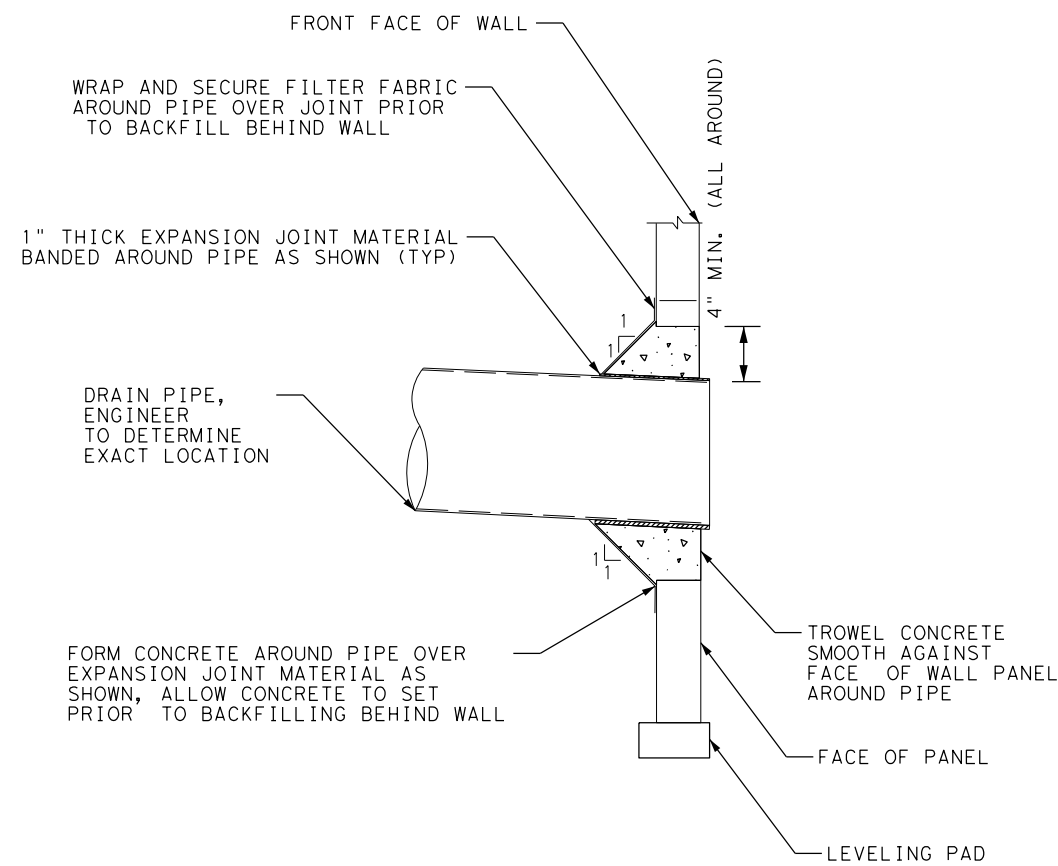 FRONT FACE OF WALL
WRAP AND SECURE FILTER FABRIC
AROUND PIPE OVER JOINT PRIOR
TO BACKFILL BEHIND WALL
4" MIN. (ALL AROUND)
1" THICK EXPANSION JOINT MATERIAL
BANDED AROUND PIPE AS SHOWN (TYP)
1
1
DRAIN PIPE,
ENGINEER
TO DETERMINE
EXACT LOCATION
1
1
FORM CONCRETE AROUND PIPE OVER
EXPANSION JOINT MATERIAL AS
SHOWN, ALLOW CONCRETE TO SET
PRIOR TO BACKFILLING BEHIND WALL
TROWEL CONCRETE
SMOOTH AGAINST
FACE OF WALL PANEL
AROUND PIPE
FACE OF PANEL
LEVELING PAD